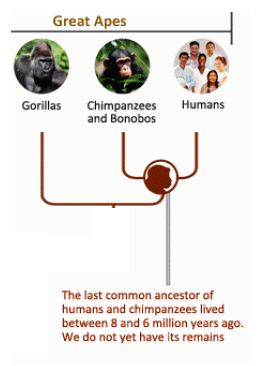 Great Apes
Gorillas
Chimpanzees
and Bonobos
Humans
The last common ancestor of
humans and chimpanzees lived
between 8 and 6 million years ago.
We do not yet have its remains